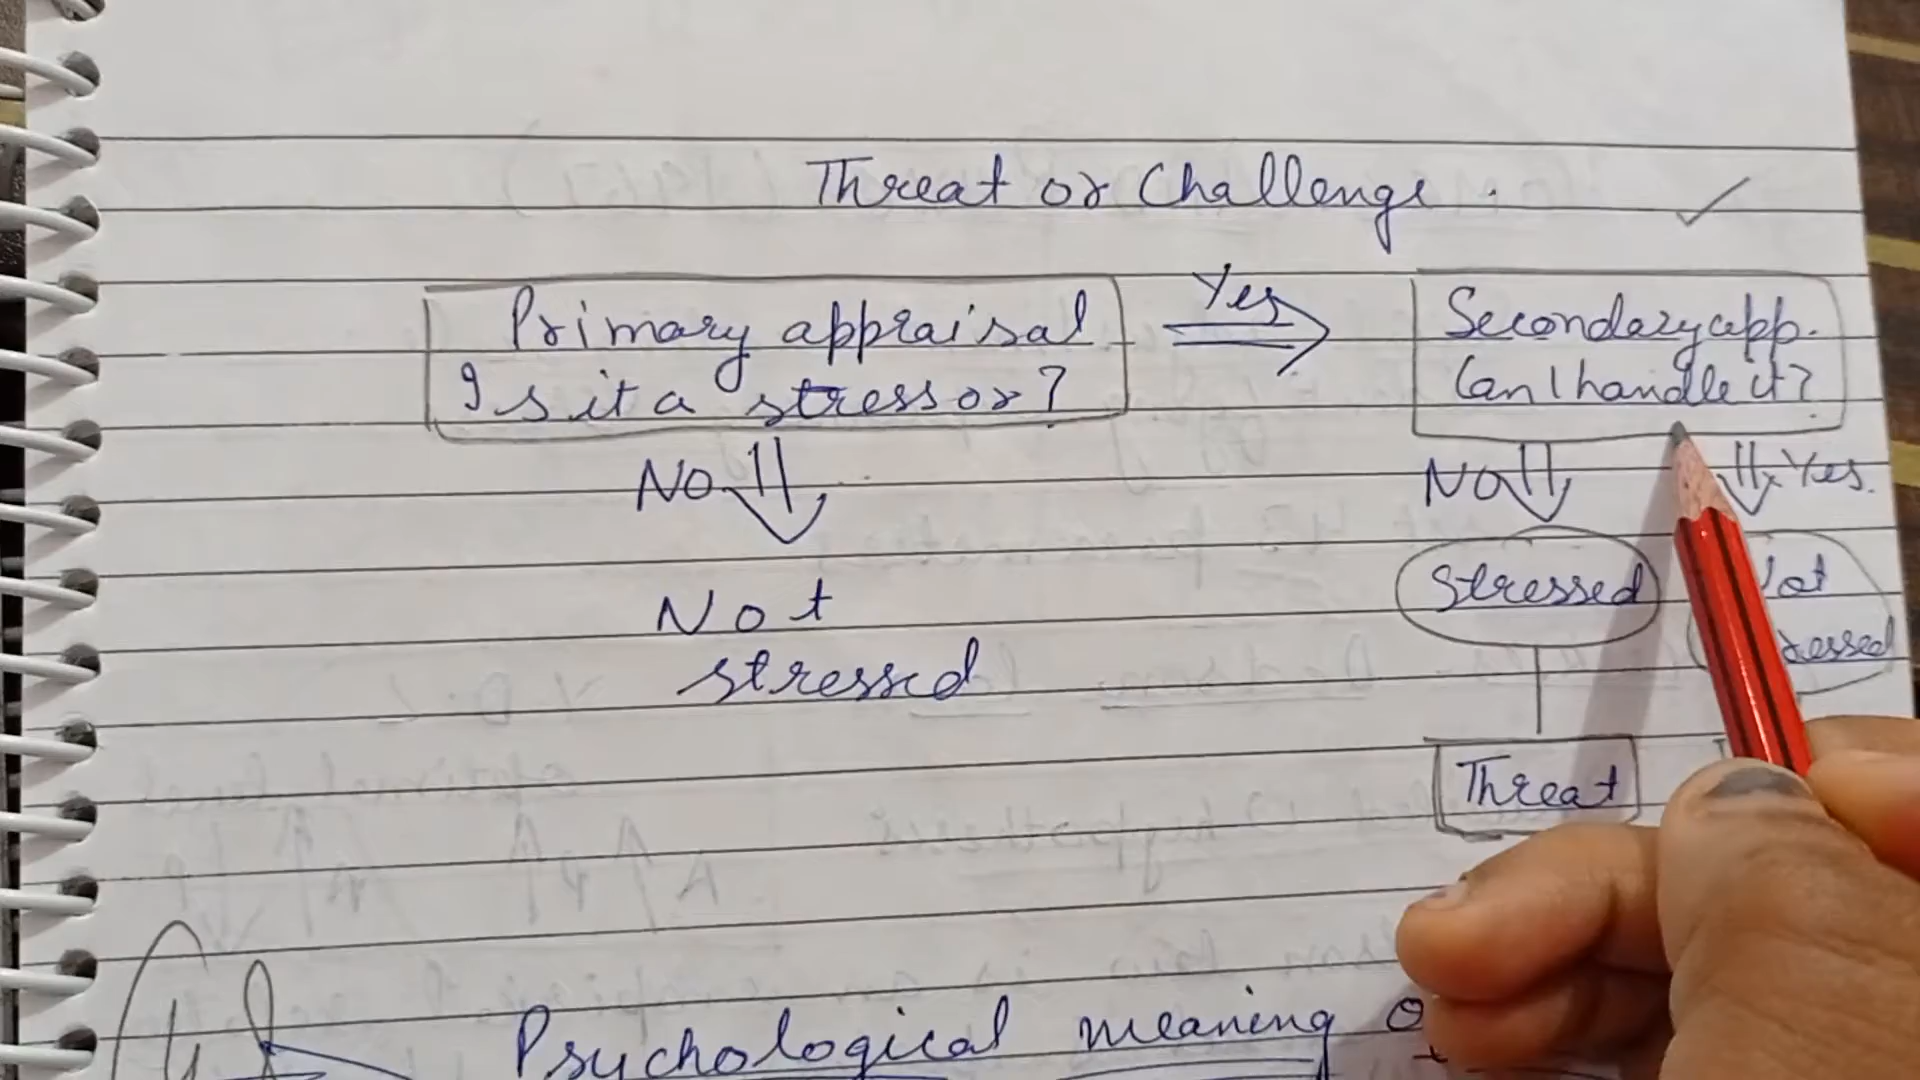 Threat or Challenge.
Primary appraisal
Is it a stressor?
Yes
Secondary app.
Can I handle it?
No
Not
stressed
No
Yes.
Stressed
Threat
Psychological meaning